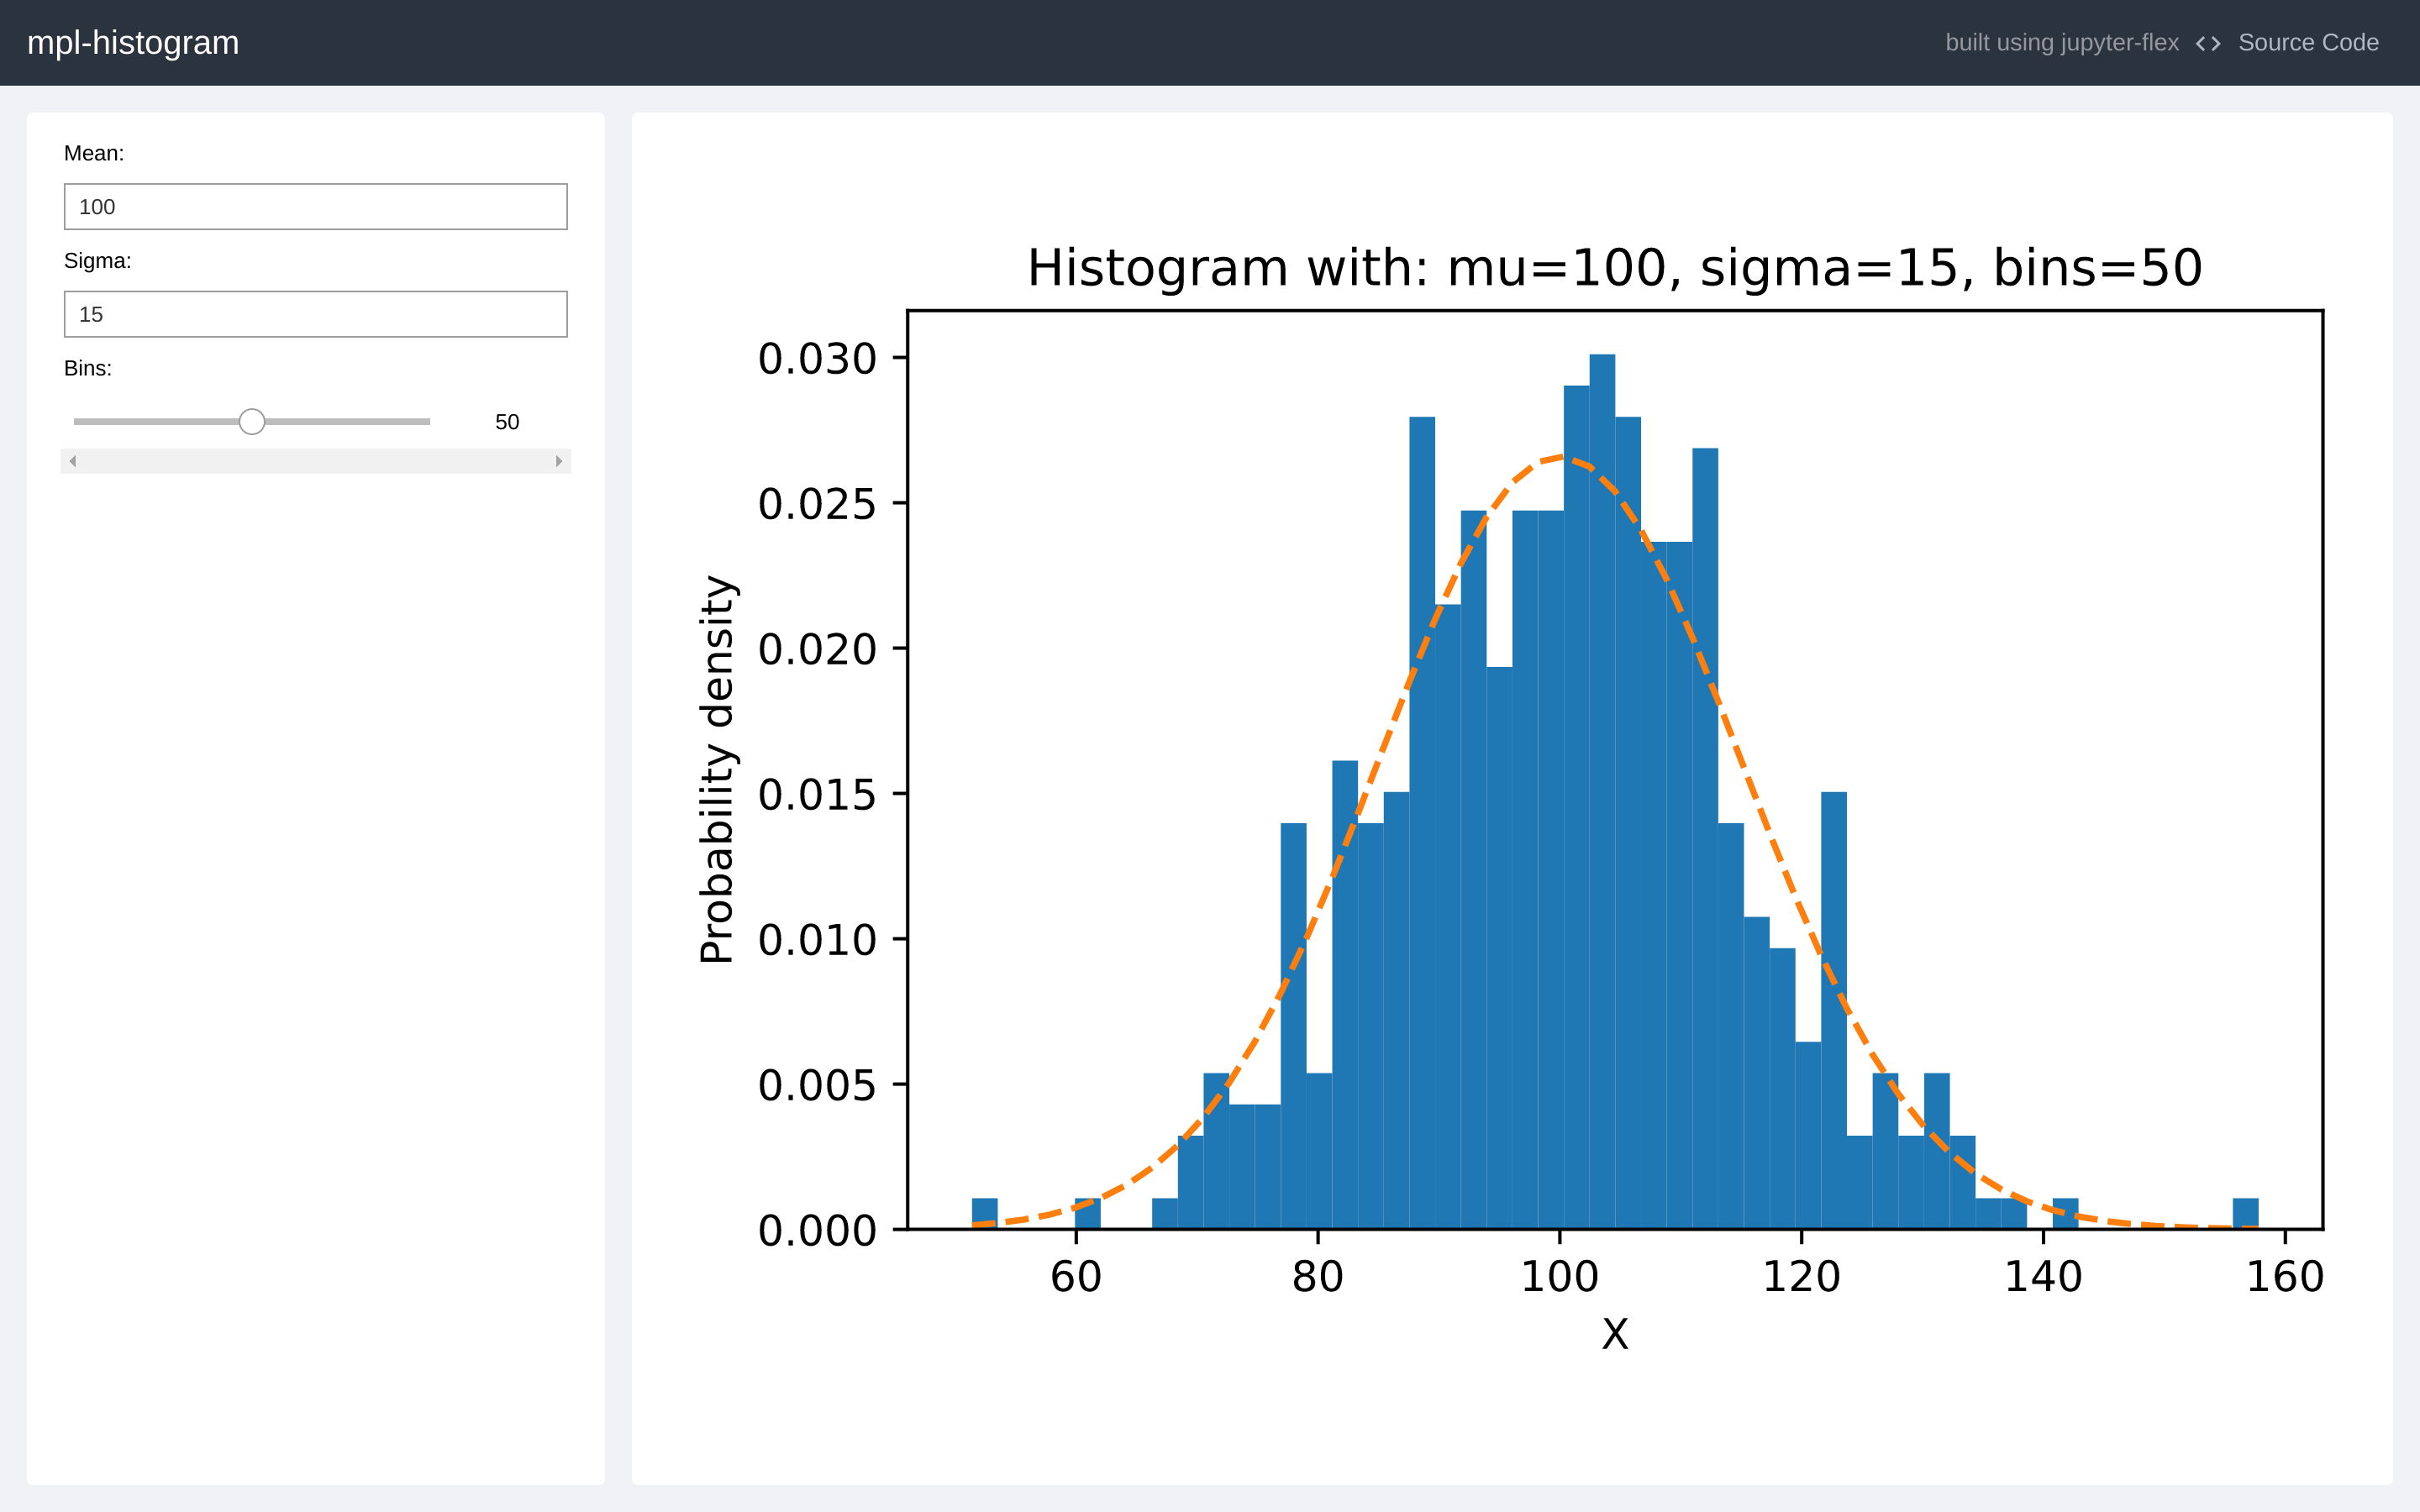 mpl-histogram
built using jupyter-flex <> Source Code
Mean:
100
Sigma:
15
Bins:
50
Histogram with: mu=100, sigma=15, bins=50
Probability density
0.030
0.025
0.020
0.015
0.010
0.005
0.000
60 80 100 120 140 160
X